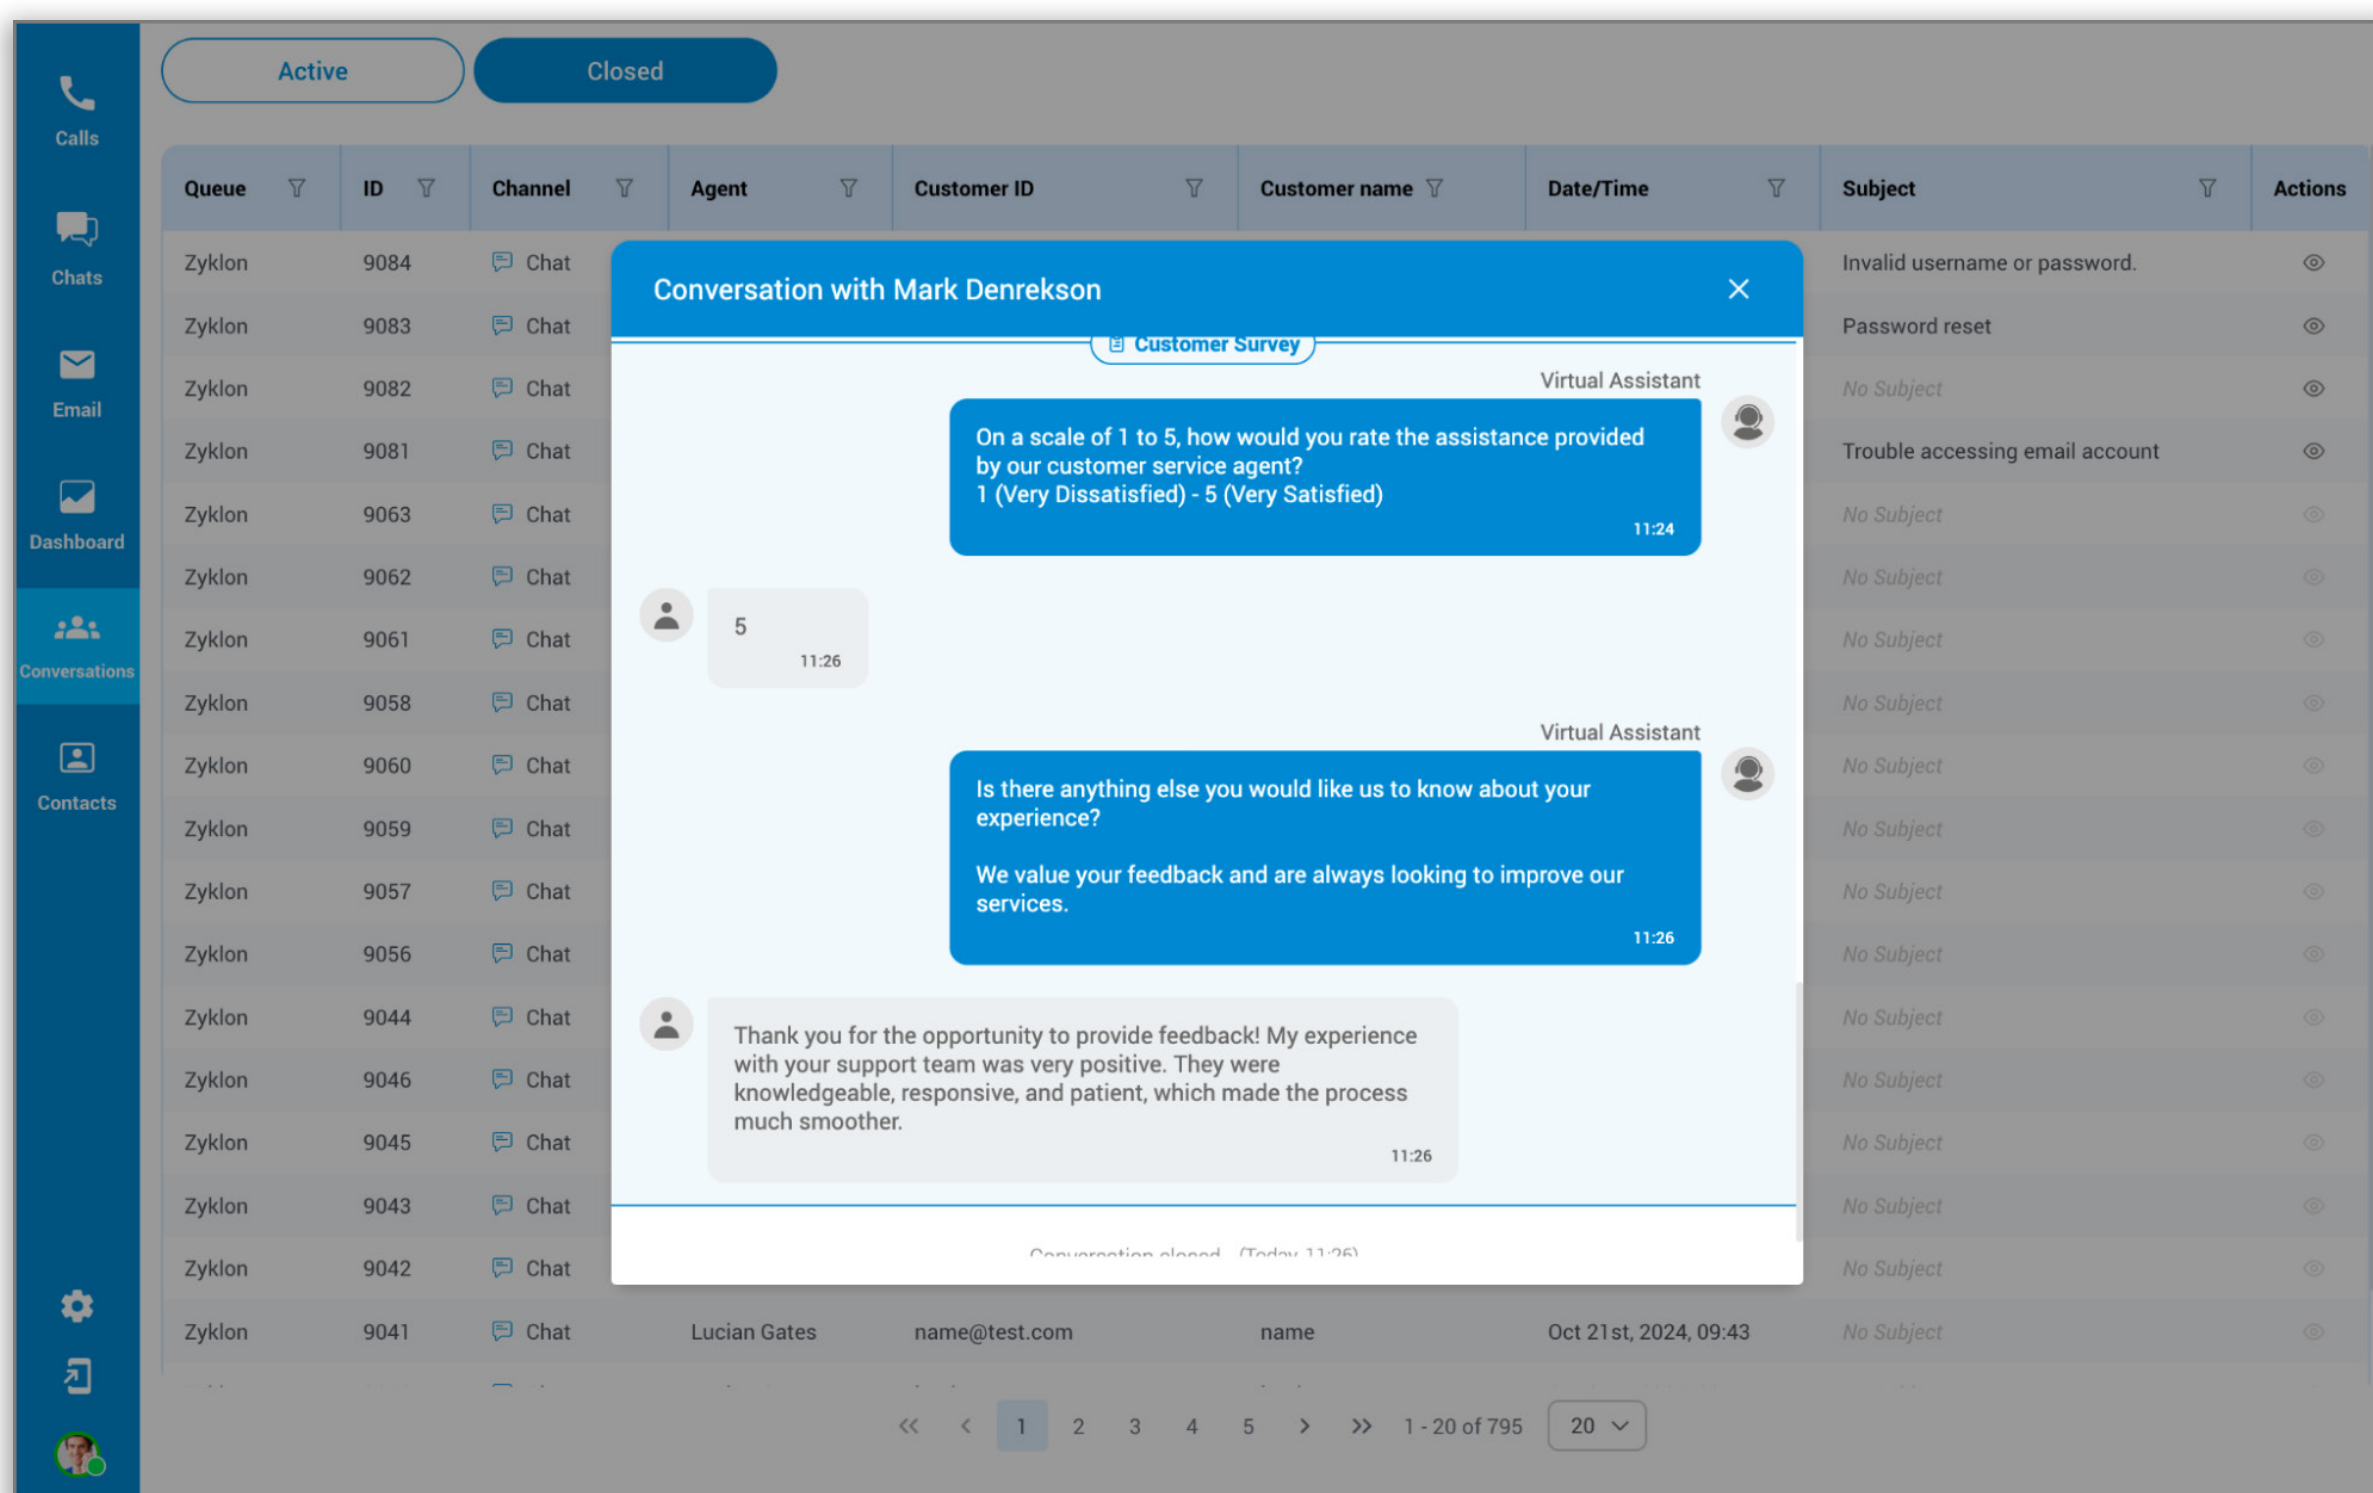 Active
Closed
Calls
Chats
Email
Dashboard
Conversations
Contacts
Queue ID Channel Agent Customer ID Customer name Date/Time Subject Actions
Zyklon 9084 Chat Invalid username or password.
Zyklon 9083 Chat Password reset
Zyklon 9082 Chat No Subject
Zyklon 9081 Chat Trouble accessing email account
Zyklon 9063 Chat No Subject
Zyklon 9062 Chat No Subject
Zyklon 9061 Chat No Subject
Zyklon 9058 Chat No Subject
Zyklon 9060 Chat No Subject
Zyklon 9059 Chat No Subject
Zyklon 9057 Chat No Subject
Zyklon 9056 Chat No Subject
Zyklon 9044 Chat No Subject
Zyklon 9046 Chat No Subject
Zyklon 9045 Chat No Subject
Zyklon 9043 Chat No Subject
Zyklon 9042 Chat No Subject
Zyklon 9041 Chat Lucian Gates name@test.com name Oct 21st, 2024, 09:43 No Subject
Conversation with Mark Denrekson
Customer Survey
Virtual Assistant
On a scale of 1 to 5, how would you rate the assistance provided
by our customer service agent?
1 (Very Dissatisfied) - 5 (Very Satisfied)
11:24
5
11:26
Virtual Assistant
Is there anything else you would like us to know about your
experience?
We value your feedback and are always looking to improve our
services.
11:26
Thank you for the opportunity to provide feedback! My experience
with your support team was very positive. They were
knowledgeable, responsive, and patient, which made the process
much smoother.
11:26
Conversation closed (Today, 11:26)
<< < 1 2 3 4 5 > >> 1 - 20 of 795 20